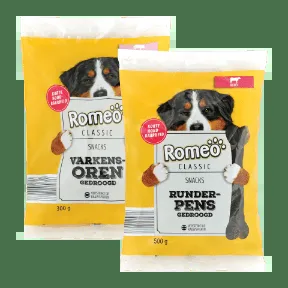 Romeo
CLASSIC
SNACKS
VARKENS-
OREN
GEDROOGD
300 g
Romeo
CLASSIC
SNACKS
RUNDER-
PENS
GEDROOGD
500 g